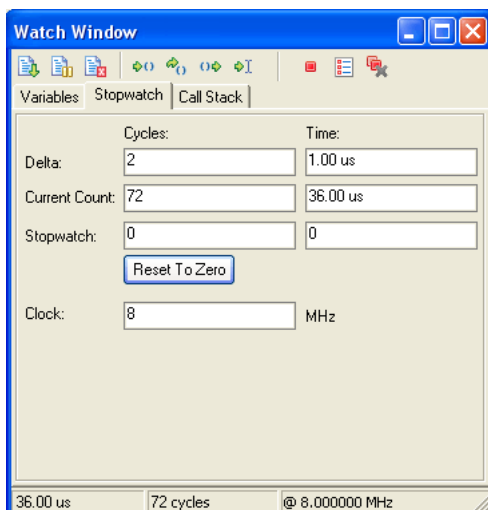 Watch Window
Variables Stopwatch Call Stack
Cycles: Time:
Delta: 2 1.00 us
Current Count: 72 36.00 us
Stopwatch: 0 0
Reset To Zero
Clock: 8 MHz
36.00 us 72 cycles @ 8.000000 MHz